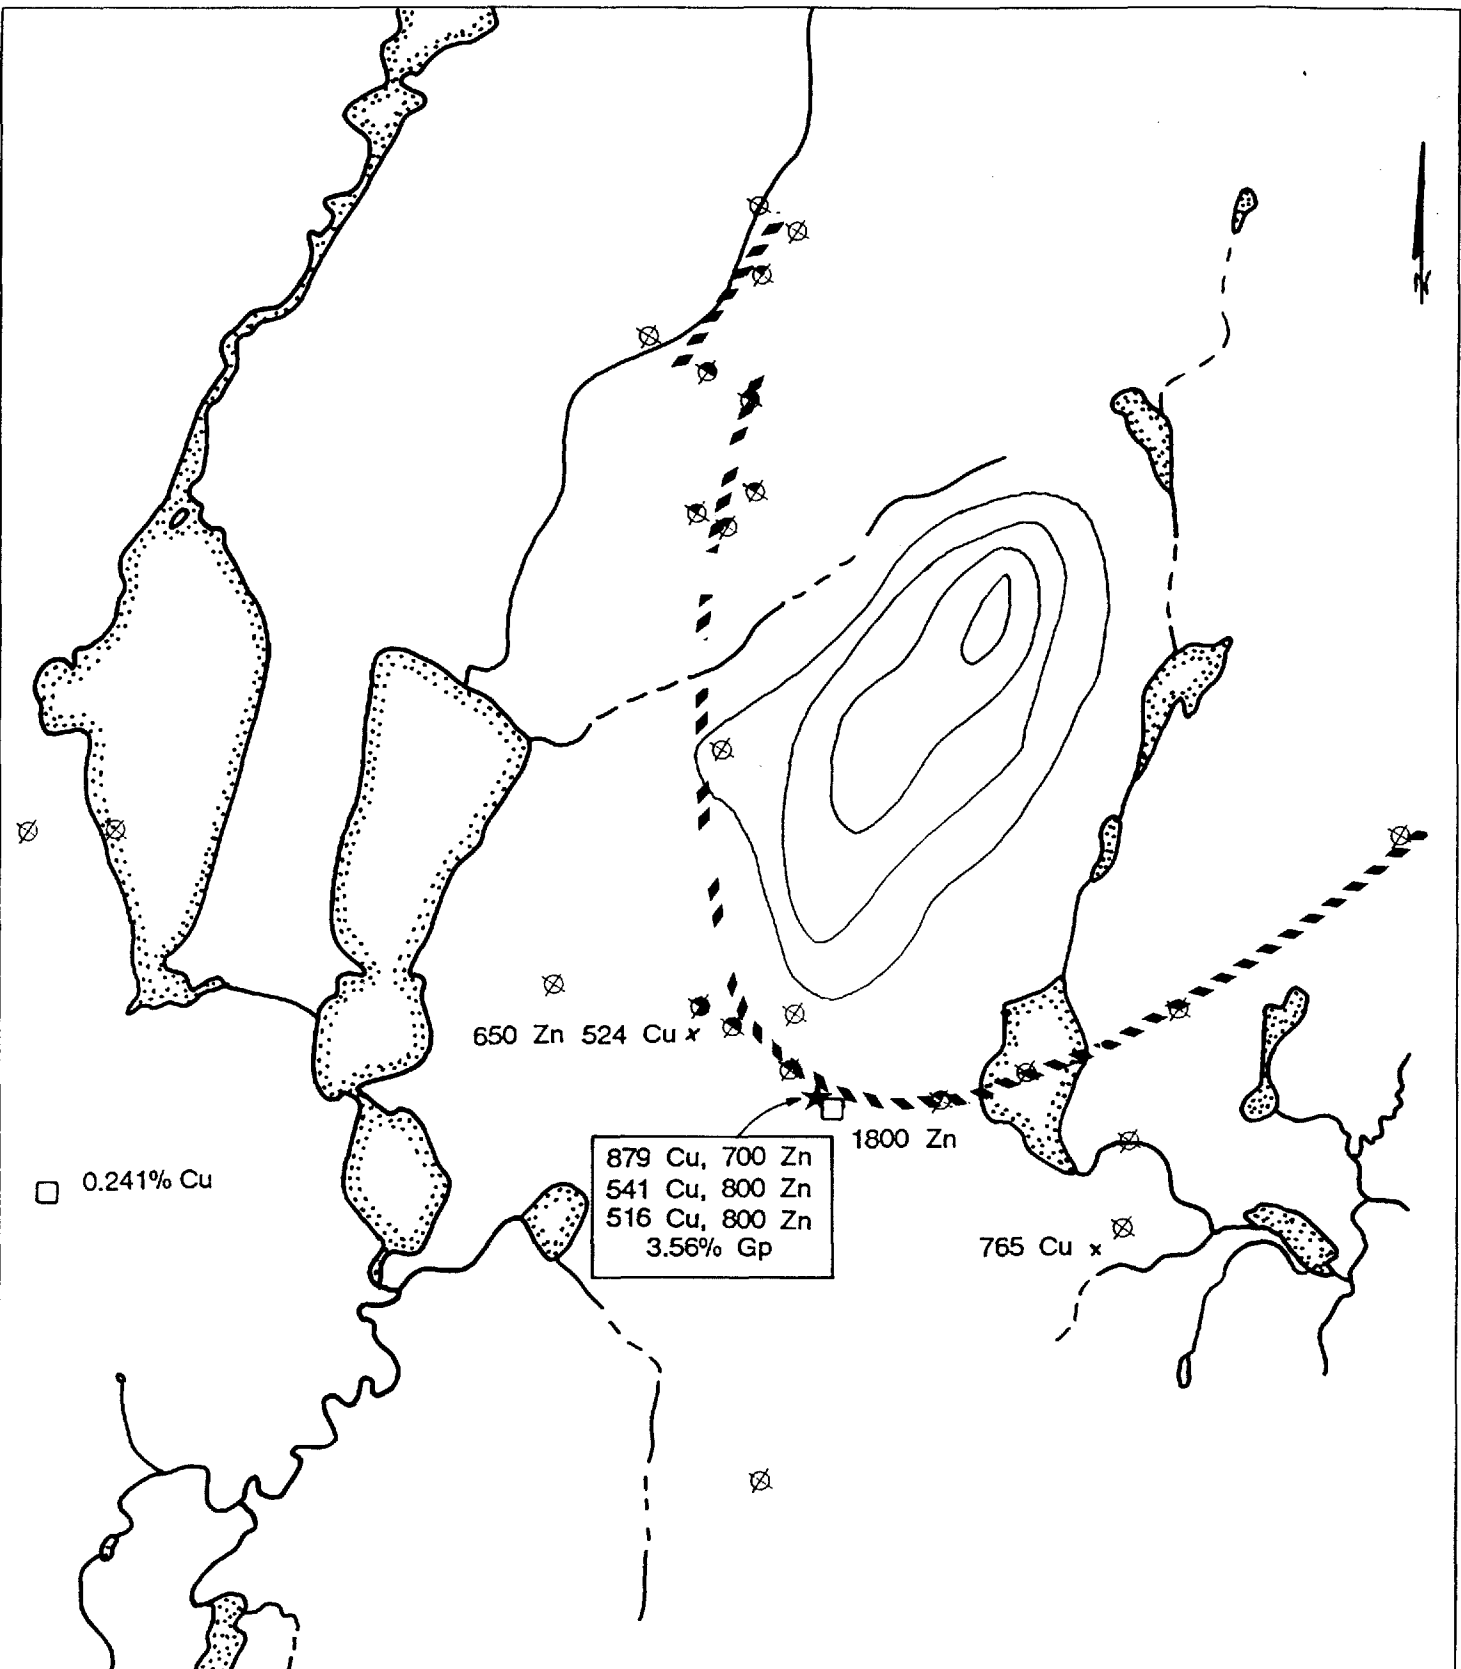 650 Zn 524 Cu x
1800 Zn
879 Cu, 700 Zn
541 Cu, 800 Zn
516 Cu, 800 Zn
3.56% Gp
0.241% Cu
765 Cu x